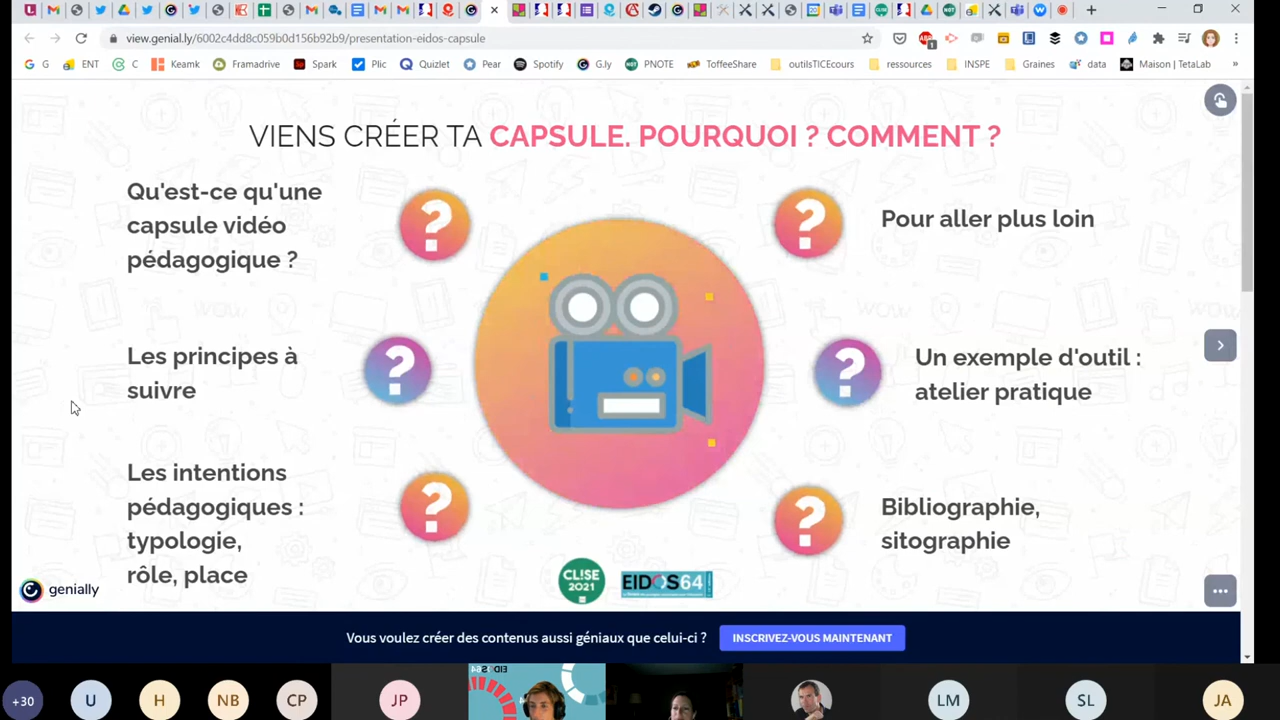 view.genial.ly/6002c4dd8c059b0d156b92b9/presentation-eidos-capsule
G
ENT
C
Keamk
Framadrive
Spark
Plic
Quizlet
Pear
Spotify
G.ly
PNOTE
ToffeeShare
outilsTICEcours
ressources
INSPE
Graines
data
Maison | TetaLab
»
VIENS CRÉER TA CAPSULE. POURQUOI ? COMMENT ?
Qu'est-ce qu'une
capsule vidéo
pédagogique ?
Les principes à
suivre
Les intentions
pédagogiques :
typologie,
rôle, place
?
?
?
?
?
?
Pour aller plus loin
Un exemple d'outil :
atelier pratique
Bibliographie,
sitographie
CLISE
2021
EIDOS64
genially
Vous voulez créer des contenus aussi géniaux que celui-ci ?
INSCRIVEZ-VOUS MAINTENANT
+30
U
H
NB
CP
JP
LM
SL
JA